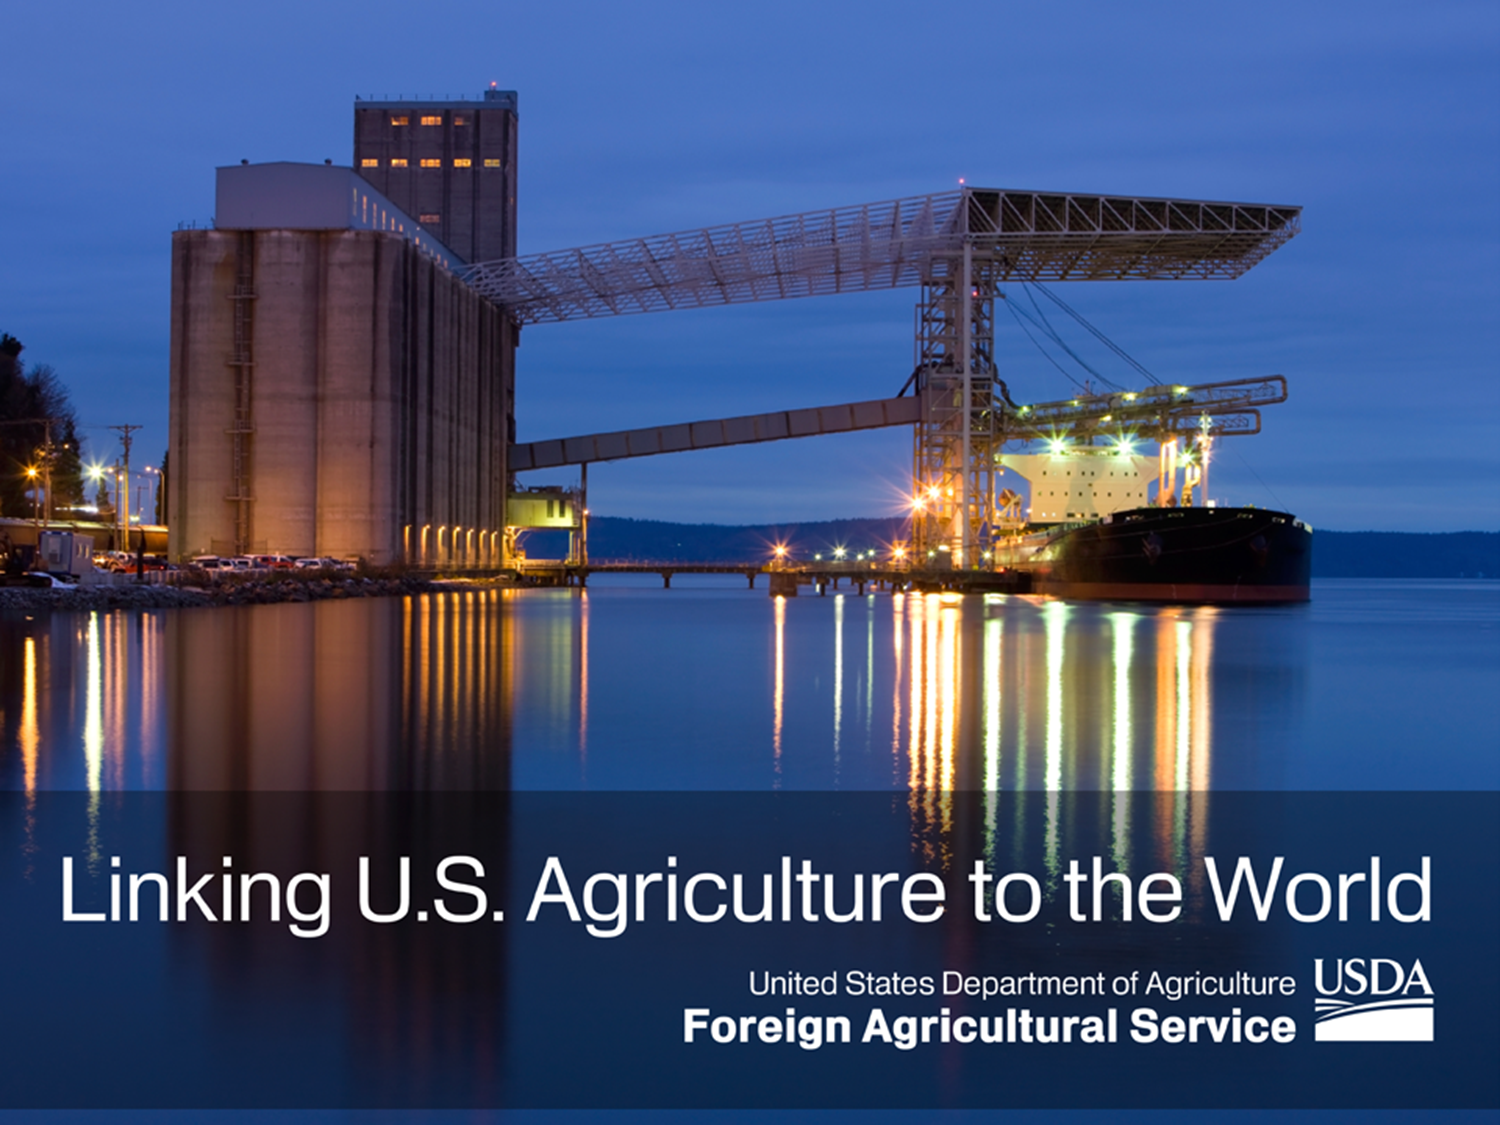 Linking U.S. Agriculture to the World
United States Department of Agriculture
Foreign Agricultural Service
USDA